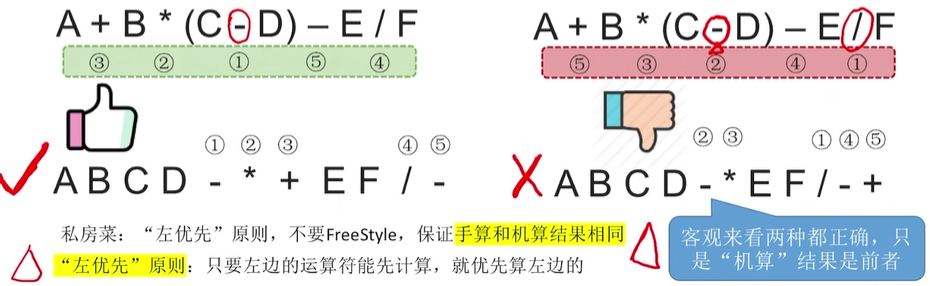 A + B * (C - D) – E / F
③ ② ① ⑤ ④
① ② ③ ④ ⑤
A B C D - * + E F / -
A + B * (C - D) – E / F
⑤ ③ ② ④ ①
② ③ ① ④ ⑤
A B C D - * E F / - +
私房菜：“左优先”原则，不要FreeStyle，保证手算和机算结果相同
“左优先”原则：只要左边的运算符能先计算，就优先算左边的
客观来看两种都正确，只
是“机算”结果是前者